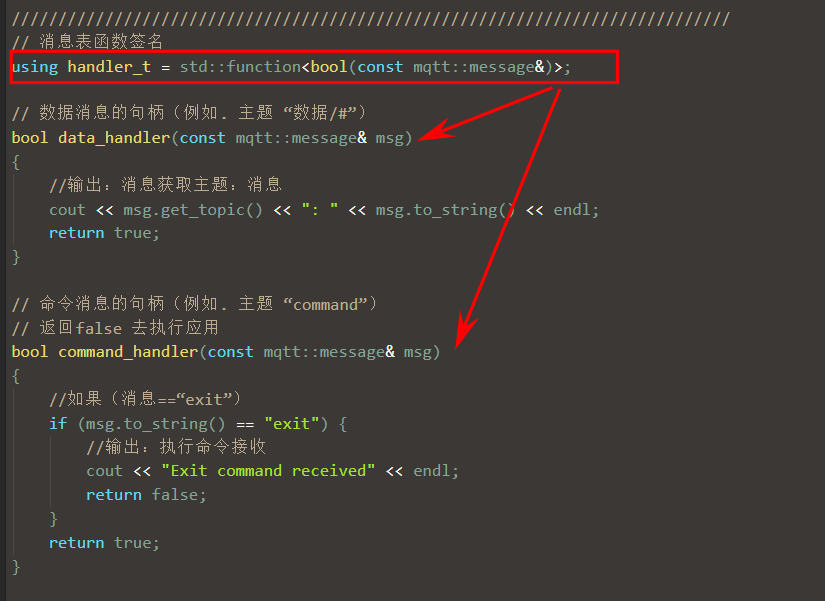 //////////////////////////////////////////////////////////////////////////////
// 消息表函数签名
using handler_t = std::function<bool(const mqtt::message&)>;
// 数据消息的句柄（例如. 主题 “数据/#”）
bool data_handler(const mqtt::message& msg)
{
    //输出：消息获取主题：消息
    cout << msg.get_topic() << ": " << msg.to_string() << endl;
    return true;
}
// 命令消息的句柄（例如. 主题 “command”）
// 返回false 去执行应用
bool command_handler(const mqtt::message& msg)
{
    //如果（消息==“exit”）
    if (msg.to_string() == "exit") {
        //输出：执行命令接收
        cout << "Exit command received" << endl;
        return false;
    }
    return true;
}